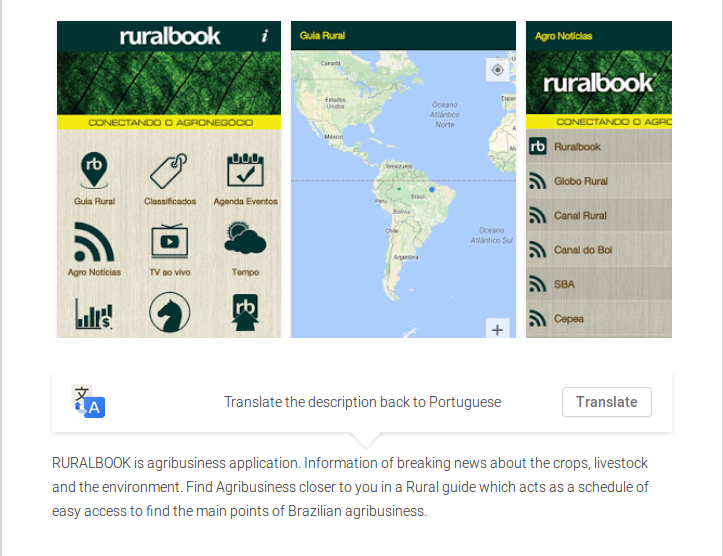 ruralbook i
CONECTANDO O AGRONEGÓCIO
rb
Guia Rural Classificados Agenda Eventos
Agro Notícias TV ao vivo Tempo
$ rb
Guia Rural
Canadá
Estados
Unidos
México
Oceano
Atlântico
Norte
Espan
Venezuela
Brasil
Peru
Bolívia
Chile
Argentina
Oceano
Atlântico Sul
+
Agro Notícias
ruralbook
CONECTANDO O AGRO
rb Ruralbook
Globo Rural
Canal Rural
Canal do Boi
SBA
Cepea
文 A Translate the description back to Portuguese Translate
RURALBOOK is agribusiness application. Information of breaking news about the crops, livestock
and the environment. Find Agribusiness closer to you in a Rural guide which acts as a schedule of
easy access to find the main points of Brazilian agribusiness.